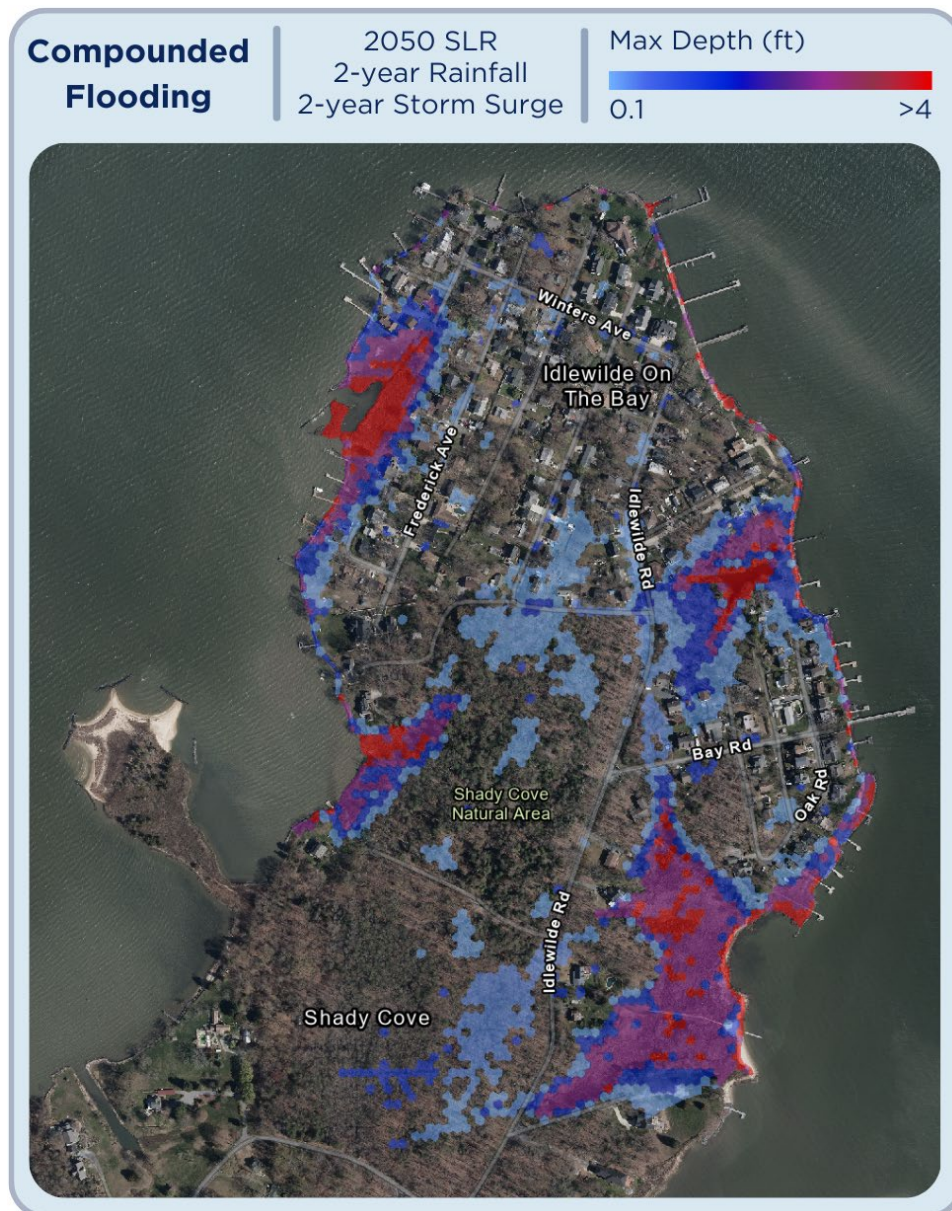 Compounded
Flooding
2050 SLR
2-year Rainfall
2-year Storm Surge
Max Depth (ft)
0.1
>4
Winters Ave
Idlewilde On
The Bay
Frederick Ave
Idlewilde Rd
Bay Rd
Oak Rd
Shady Cove
Natural Area
Idlewilde Rd
Shady Cove